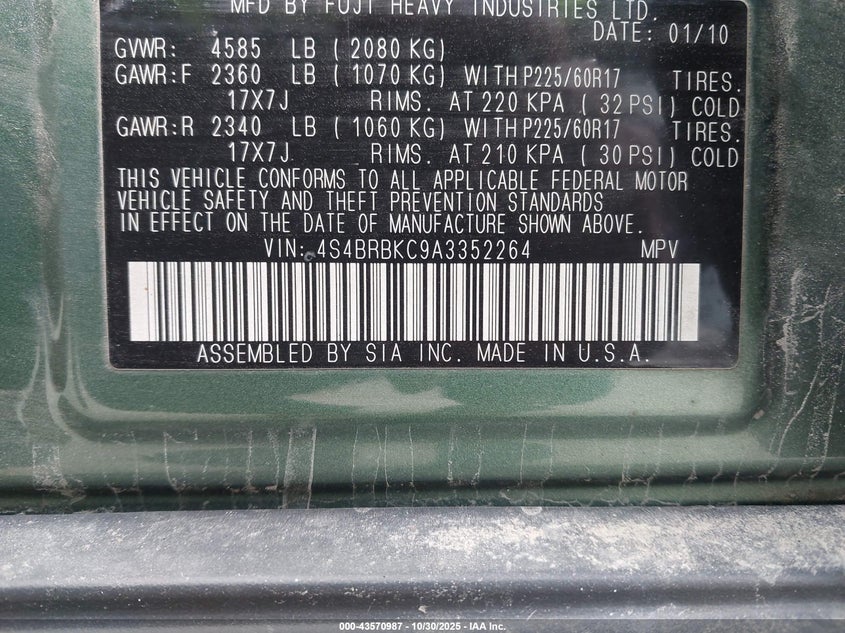 MFD BY FUJI HEAVY INDUSTRIES LTD.
DATE: 01/10
GVWR: 4585 LB ( 2080 KG)
GAWR:F 2360 LB ( 1070 KG) WITH P225/60R17 TIRES.
17X7J RIMS. AT 220 KPA ( 32 PSI) COLD
GAWR:R 2340 LB ( 1060 KG) WITH P225/60R17 TIRES.
17X7J RIMS. AT 210 KPA ( 30 PSI) COLD
THIS VEHICLE CONFORMS TO ALL APPLICABLE FEDERAL MOTOR
VEHICLE SAFETY AND THEFT PREVENTION STANDARDS
IN EFFECT ON THE DATE OF MANUFACTURE SHOWN ABOVE.
VIN: 4S4BRBKC9A3352264 MPV
ASSEMBLED BY SIA INC. MADE IN U.S.A.
000-43570987 - 10/30/2025 - IAA Inc.